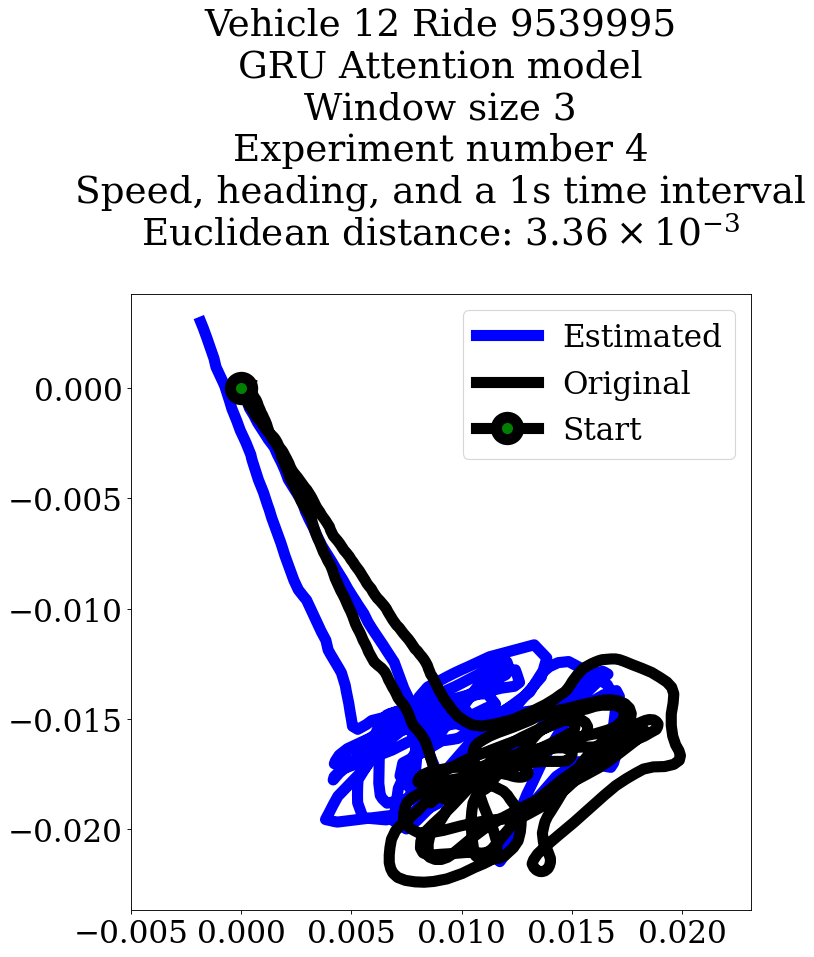 Vehicle 12 Ride 9539995
GRU Attention model
Window size 3
Experiment number 4
Speed, heading, and a 1s time interval
Euclidean distance: 3.36 × 10⁻³
Estimated
Original
Start
0.000
−0.005
−0.010
−0.015
−0.020
−0.005 0.000 0.005 0.010 0.015 0.020